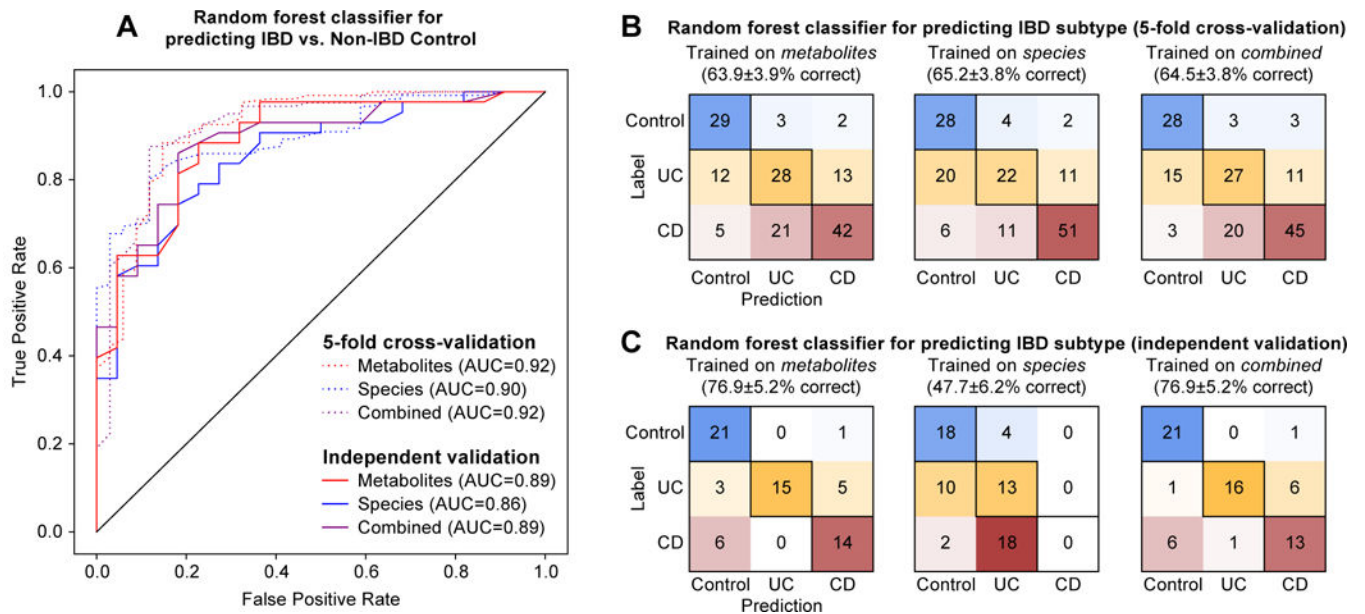 A
Random forest classifier for
predicting IBD vs. Non-IBD Control
True Positive Rate
1.0
0.8
0.6
0.4
0.2
0.0
0.0 0.2 0.4 0.6 0.8 1.0
False Positive Rate
5-fold cross-validation
Metabolites (AUC=0.92)
Species (AUC=0.90)
Combined (AUC=0.92)
Independent validation
Metabolites (AUC=0.89)
Species (AUC=0.86)
Combined (AUC=0.89)
B Random forest classifier for predicting IBD subtype (5-fold cross-validation)
Trained on metabolites Trained on species Trained on combined
(63.9±3.9% correct) (65.2±3.8% correct) (64.5±3.8% correct)
Label
Control 29 3 2 28 4 2 28 3 3
UC 12 28 13 20 22 11 15 27 11
CD 5 21 42 6 11 51 3 20 45
Control UC CD Control UC CD Control UC CD
Prediction
C Random forest classifier for predicting IBD subtype (independent validation)
Trained on metabolites Trained on species Trained on combined
(76.9±5.2% correct) (47.7±6.2% correct) (76.9±5.2% correct)
Label
Control 21 0 1 18 4 0 21 0 1
UC 3 15 5 10 13 0 1 16 6
CD 6 0 14 2 18 0 6 1 13
Control UC CD Control UC CD Control UC CD
Prediction